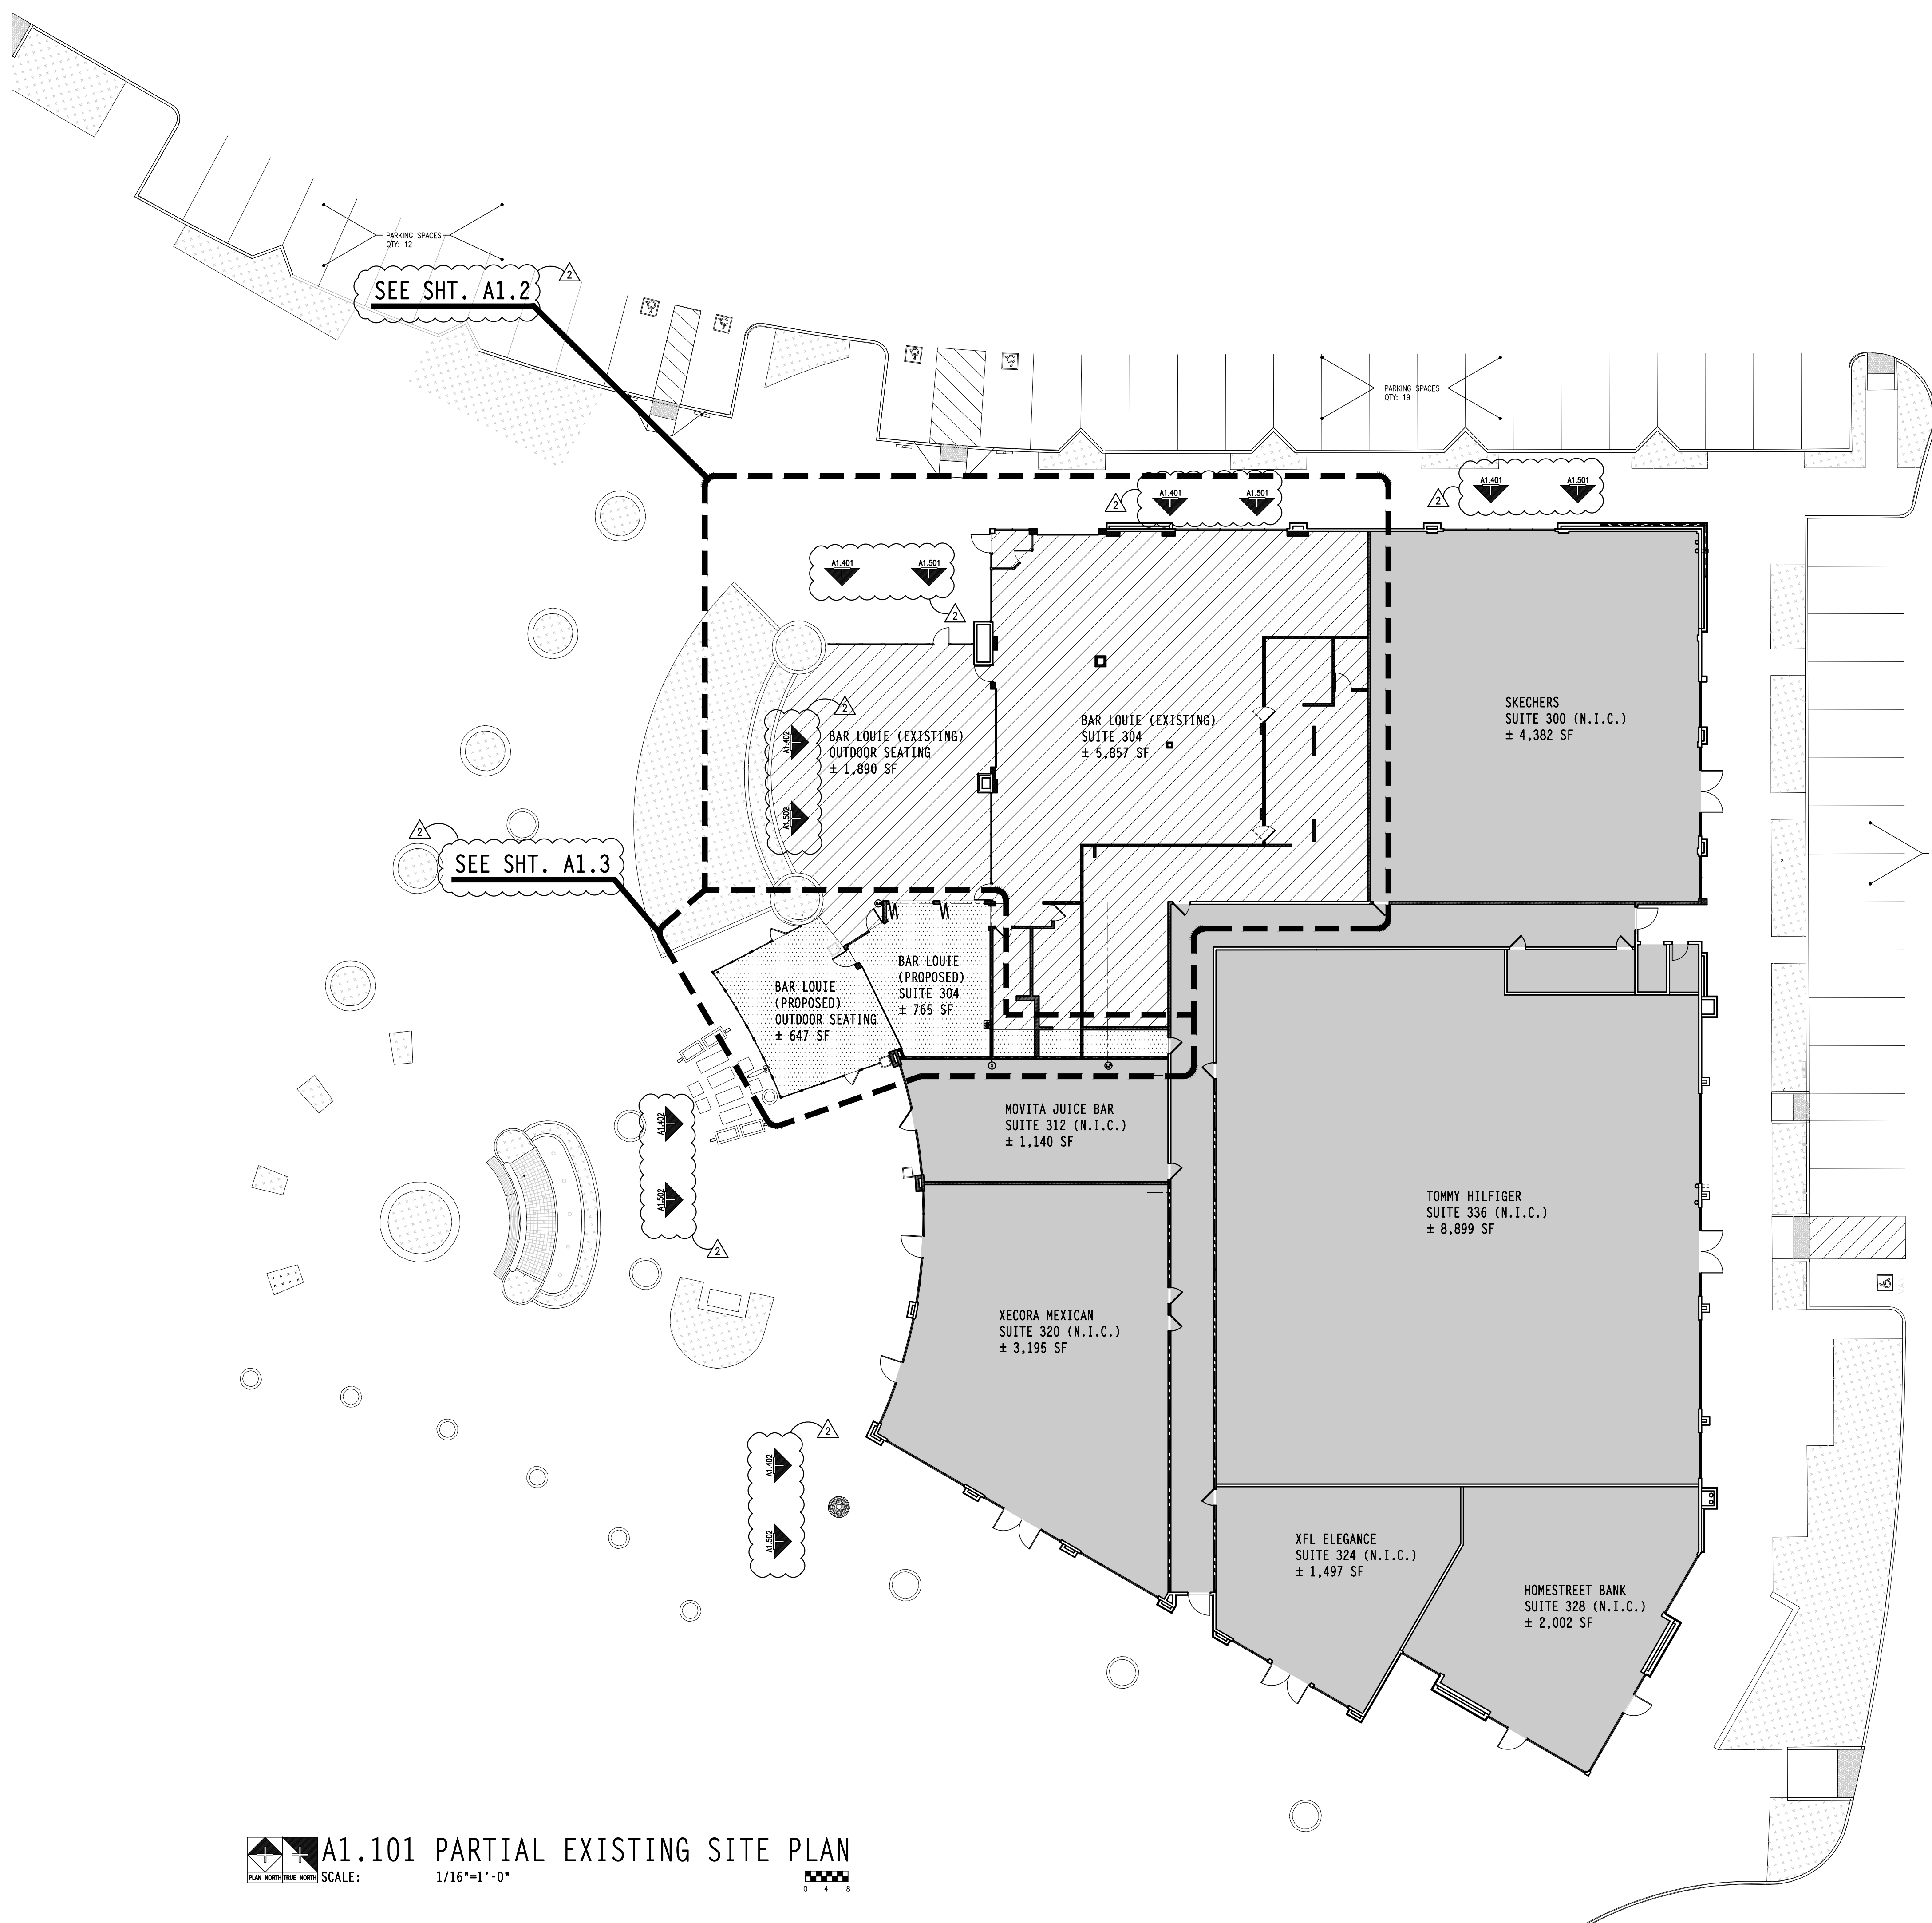 PARKING SPACES
QTY: 12
2
SEE SHT. A1.2
PARKING SPACES
QTY: 19
2
A1.401
A1.501
2
A1.401
A1.501
A1.401
A1.501
2
SKECHERS
SUITE 300 (N.I.C.)
± 4,382 SF
2
A1.402
A1.502
BAR LOUIE (EXISTING)
OUTDOOR SEATING
± 1,890 SF
BAR LOUIE (EXISTING)
SUITE 304
± 5,857 SF
2
SEE SHT. A1.3
BAR LOUIE
(PROPOSED)
SUITE 304
± 765 SF
BAR LOUIE
(PROPOSED)
OUTDOOR SEATING
± 647 SF
A1.402
A1.502
2
MOVITA JUICE BAR
SUITE 312 (N.I.C.)
± 1,140 SF
TOMMY HILFIGER
SUITE 336 (N.I.C.)
± 8,899 SF
XECORA MEXICAN
SUITE 320 (N.I.C.)
± 3,195 SF
2
A1.402
A1.502
XFL ELEGANCE
SUITE 324 (N.I.C.)
± 1,497 SF
HOMESTREET BANK
SUITE 328 (N.I.C.)
± 2,002 SF
A1.101 PARTIAL EXISTING SITE PLAN
PLAN NORTH TRUE NORTH SCALE: 1/16"=1'-0"
0 4 8